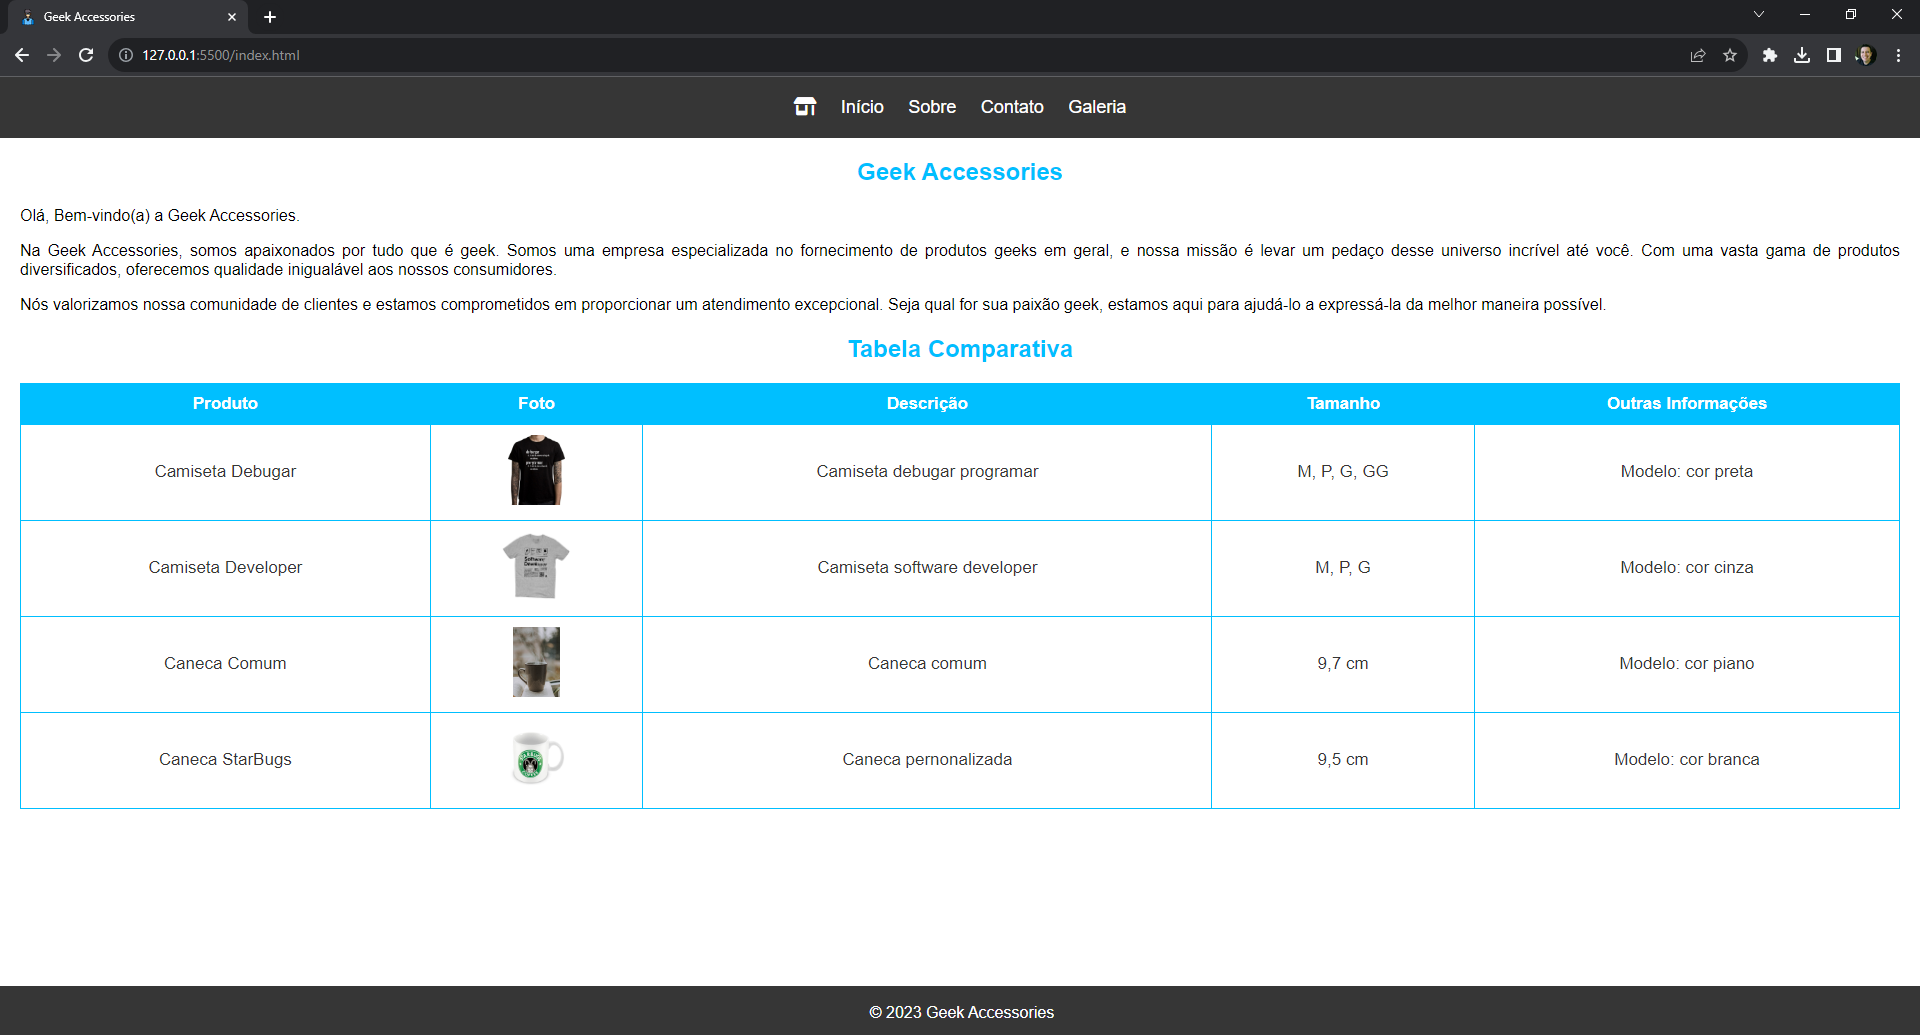 Geek Accessories
127.0.0.1:5500/index.html
Início Sobre Contato Galeria
Geek Accessories
Olá, Bem-vindo(a) a Geek Accessories.
Na Geek Accessories, somos apaixonados por tudo que é geek. Somos uma empresa especializada no fornecimento de produtos geeks em geral, e nossa missão é levar um pedaço desse universo incrível até você. Com uma vasta gama de produtos
diversificados, oferecemos qualidade inigualável aos nossos consumidores.
Nós valorizamos nossa comunidade de clientes e estamos comprometidos em proporcionar um atendimento excepcional. Seja qual for sua paixão geek, estamos aqui para ajudá-lo a expressá-la da melhor maneira possível.
Tabela Comparativa
Produto Foto Descrição Tamanho Outras Informações
Camiseta Debugar Camiseta debugar programar M, P, G, GG Modelo: cor preta
Camiseta Developer Software Camiseta software developer M, P, G Modelo: cor cinza
Caneca Comum Caneca comum 9,7 cm Modelo: cor piano
Caneca StarBugs Caneca pernonalizada 9,5 cm Modelo: cor branca
© 2023 Geek Accessories